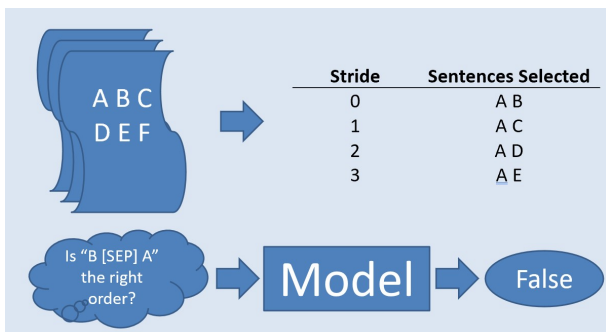 A B C
D E F
Stride Sentences Selected
0 A B
1 A C
2 A D
3 A E
Is “B [SEP] A”
the right
order?
Model
False